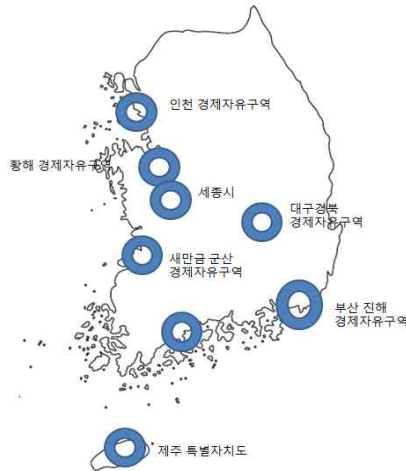 인천 경제자유구역
황해 경제자유구역
세종시
대구경북
경제자유구역
새만금 군산
경제자유구역
부산 진해
경제자유구역
제주 특별자치도